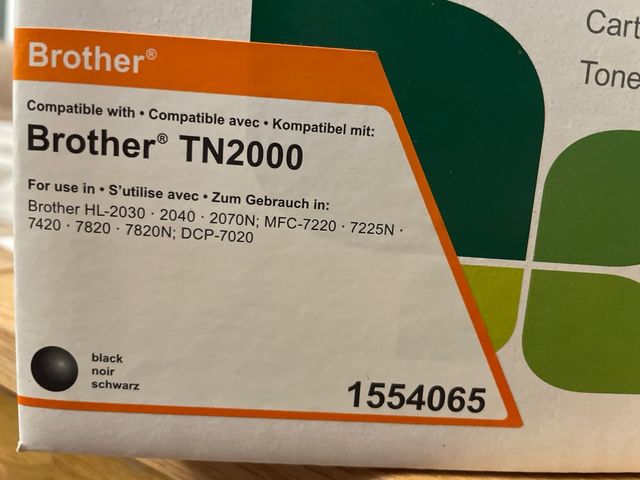 Brother®
Compatible with • Compatible avec • Kompatibel mit:
Brother® TN2000
For use in • S'utilise avec • Zum Gebrauch in:
Brother HL-2030 · 2040 · 2070N; MFC-7220 · 7225N ·
7420 · 7820 · 7820N; DCP-7020
black
noir
schwarz
1554065
Cart
Tone